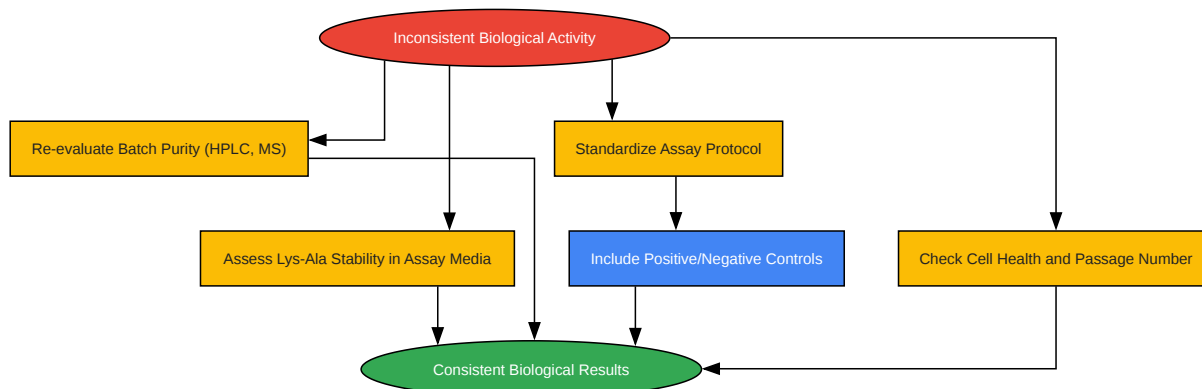 Inconsistent Biological Activity
Re-evaluate Batch Purity (HPLC, MS)
Standardize Assay Protocol
Assess Lys-Ala Stability in Assay Media
Include Positive/Negative Controls
Check Cell Health and Passage Number
Consistent Biological Results